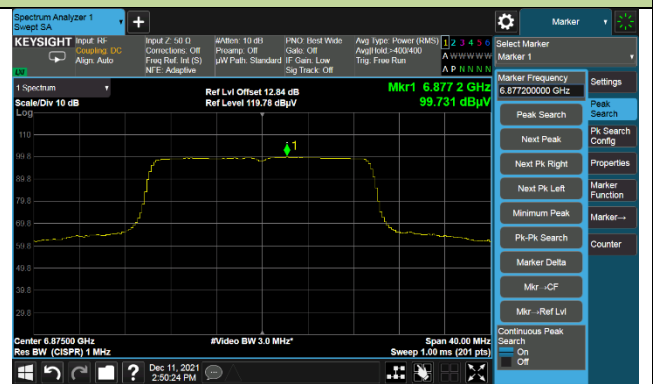 Spectrum Analyzer 1
Swept SA
Marker
KEYSIGHT
Input: RF
Coupling: DC
Align: Auto
Input Z: 50 Ω
Corrections: Off
Freq Ref: Int (S)
NFE: Adaptive
#Atten: 10 dB
Preamp: Off
µW Path: Standard
PNO: Best Wide
Gate: Off
IF Gain: Low
Sig Track: Off
Avg Type: Power (RMS)
Avg|Hold:>400/400
Trig: Free Run
1 2 3 4 5 6
A W W W W W
A P N N N N
Select Marker
Marker 1
1 Spectrum
Scale/Div 10 dB
Log
Ref Lvl Offset 12.84 dB
Ref Level 119.78 dBµV
Mkr1 6.877 2 GHz
99.731 dBµV
1
110
99.8
89.8
79.8
69.8
59.8
49.8
39.8
29.8
Center 6.87500 GHz
Res BW (CISPR) 1 MHz
#Video BW 3.0 MHz*
Span 40.00 MHz
Sweep 1.00 ms (201 pts)
Marker Frequency
6.877200000 GHz
Peak Search
Next Peak
Next Pk Right
Next Pk Left
Minimum Peak
Pk-Pk Search
Marker Delta
Mkr→CF
Mkr→Ref Lvl
Continuous Peak
Search
On
Off
Settings
Peak
Search
Pk Search
Config
Properties
Marker
Function
Marker→
Counter
?
Dec 11, 2021
2:50:24 PM